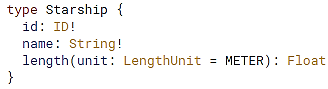 type Starship {
  id: ID!
  name: String!
  length(unit: LengthUnit = METER): Float
}